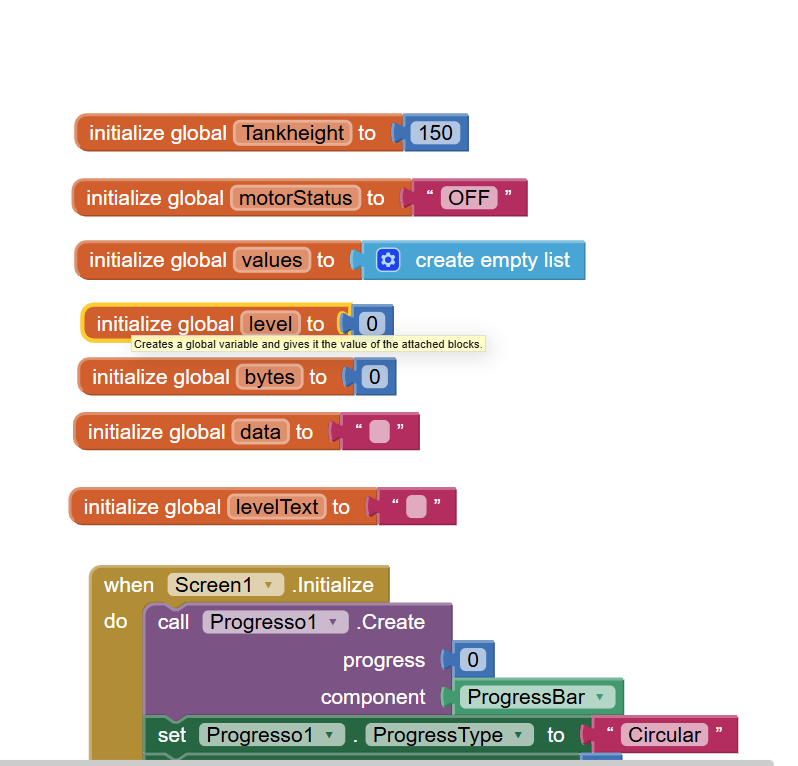 initialize global Tankheight to 150
initialize global motorStatus to “ OFF ”
initialize global values to create empty list
initialize global level to 0
Creates a global variable and gives it the value of the attached blocks.
initialize global bytes to 0
initialize global data to “ ”
initialize global levelText to “ ”
when Screen1 .Initialize
do call Progresso1 .Create
progress 0
component ProgressBar
set Progresso1 . ProgressType to “ Circular ”